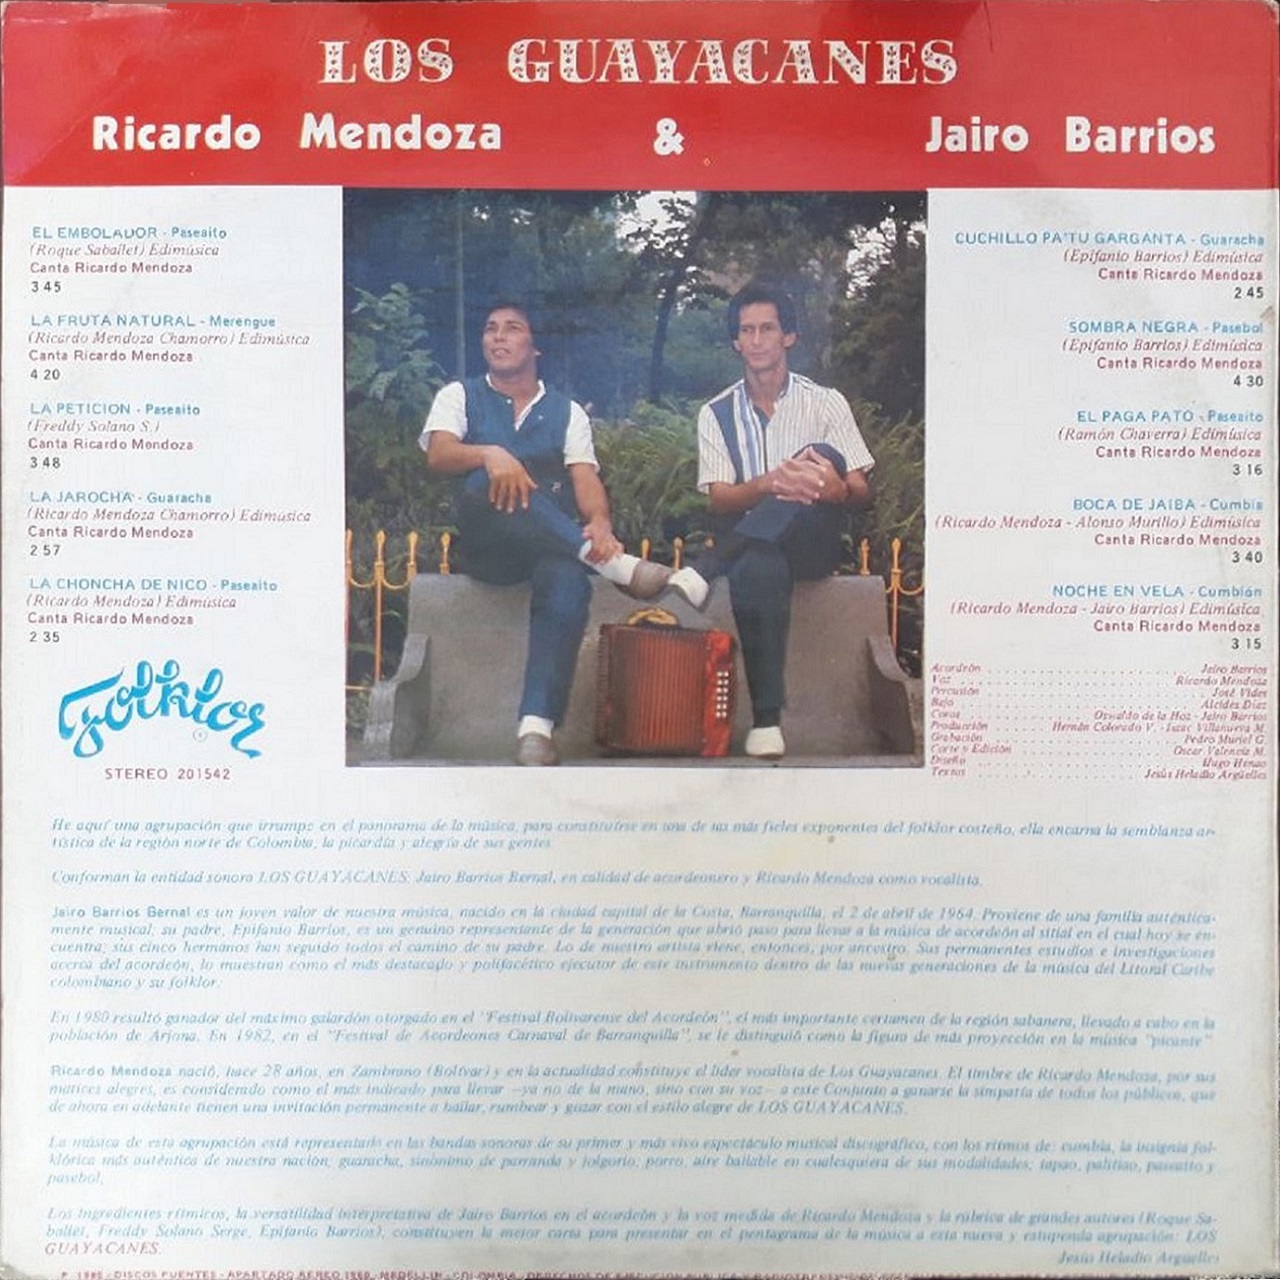 LOS GUAYACANES
Ricardo Mendoza & Jairo Barrios
EL EMBOLADOR - Paseaito
(Roque Saballet) Edimúsica
Canta Ricardo Mendoza
3 45
LA FRUTA NATURAL - Merengue
(Ricardo Mendoza Chamorro) Edimúsica
Canta Ricardo Mendoza
4 20
LA PETICION - Paseaito
(Freddy Solano S.)
Canta Ricardo Mendoza
3 48
LA JAROCHA - Guaracha
(Ricardo Mendoza Chamorro) Edimúsica
Canta Ricardo Mendoza
2 57
LA CHONCHA DE NICO - Paseaito
(Ricardo Mendoza) Edimúsica
Canta Ricardo Mendoza
2 35
Folklor
STEREO 201542
CUCHILLO PA'TU GARGANTA - Guaracha
(Epifanio Barrios) Edimúsica
Canta Ricardo Mendoza
2 45
SOMBRA NEGRA - Pasebol
(Epifanio Barrios) Edimúsica
Canta Ricardo Mendoza
4 30
EL PAGA PATO - Paseaito
(Ramón Chaverra) Edimúsica
Canta Ricardo Mendoza
3 16
BOCA DE JAIBA - Cumbia
(Ricardo Mendoza - Alonso Murillo) Edimúsica
Canta Ricardo Mendoza
3 40
NOCHE EN VELA - Cumbión
(Ricardo Mendoza - Jairo Barrios) Edimúsica
Canta Ricardo Mendoza
3 15
Acordeón Jairo Barrios
Voz Ricardo Mendoza
Percusión José Vides
Bajo Alcides Díaz
Coros Oswaldo de la Hoz - Jairo Barrios
Producción Hernán Colorado V. - Isaac Villanueva M.
Grabación Pedro Muriel G.
Corte y Edición Oscar Valencia M.
Diseño Hugo Henao
Textos Jesús Heladio Argüelles
He aquí una agrupación que irrumpe en el panorama de la música, para constituirse en una de las más fieles exponentes del folklor costeño, ella encarna la semblanza ar-
tística de la región norte de Colombia, la picardía y alegría de sus gentes.
Conforman la entidad sonora LOS GUAYACANES: Jairo Barrios Bernal, en calidad de acordeonero y Ricardo Mendoza como vocalista.
Jairo Barrios Bernal es un joven valor de nuestra música, nacido en la ciudad capital de la Costa, Barranquilla, el 2 de abril de 1964. Proviene de una familia auténtica-
mente musical, su padre, Epifanio Barrios, es un genuino representante de la generación que abrió paso para llevar a la música de acordeón al sitial en el cual hoy se en-
cuentra; sus cinco hermanos han seguido todos el camino de su padre. Lo de nuestro artista viene, entonces, por ancestro. Sus permanentes estudios e investigaciones
acerca del acordeón, lo muestran como el más destacado y polifacético ejecutor de este instrumento dentro de las nuevas generaciones de la música del Litoral Caribe
colombiano y su folklor.
En 1980 resultó ganador del máximo galardón otorgado en el "Festival Bolivarense del Acordeón", el más importante certamen de la región sabanera, llevado a cabo en la
población de Arjona. En 1982, en el "Festival de Acordeones Carnaval de Barranquilla", se le distinguió como la figura de más proyección en la música "picante"
Ricardo Mendoza nació, hace 28 años, en Zambrano (Bolívar) y en la actualidad constituye el líder vocalista de Los Guayacanes. El timbre de Ricardo Mendoza, por sus
matices alegres, es considerado como el más indicado para llevar —ya no de la mano, sino con su voz— a este Conjunto a ganarse la simpatía de todos los públicos, que
de ahora en adelante tienen una invitación permanente a bailar, rumbear y gozar con el estilo alegre de LOS GUAYACANES.
La música de esta agrupación está representada en las bandas sonoras de su primer y más vivo espectáculo musical discográfico, con los ritmos de: cumbia, la insignia fol-
klórica más auténtica de nuestra nación; guaracha, sinónimo de parranda y jolgorio; porro, aire bailable en cualesquiera de sus modalidades; tapao, palitiao, paseaito y
pasebol.
Los ingredientes rítmicos, la versatilidad interpretativa de Jairo Barrios en el acordeón y la voz medida de Ricardo Mendoza y la rúbrica de grandes autores (Roque Sa-
ballet, Freddy Solano Serge, Epifanio Barrios), constituyen la mejor carta para presentar en el pentagrama de la música a esta nueva y estupenda agrupación: LOS
GUAYACANES.
Jesús Heladio Argüelles
P. 1985 - DISCOS FUENTES - APARTADO AEREO 1960, MEDELLIN - COLOMBIA - DERECHOS DE EJECUCION PUBLICA Y